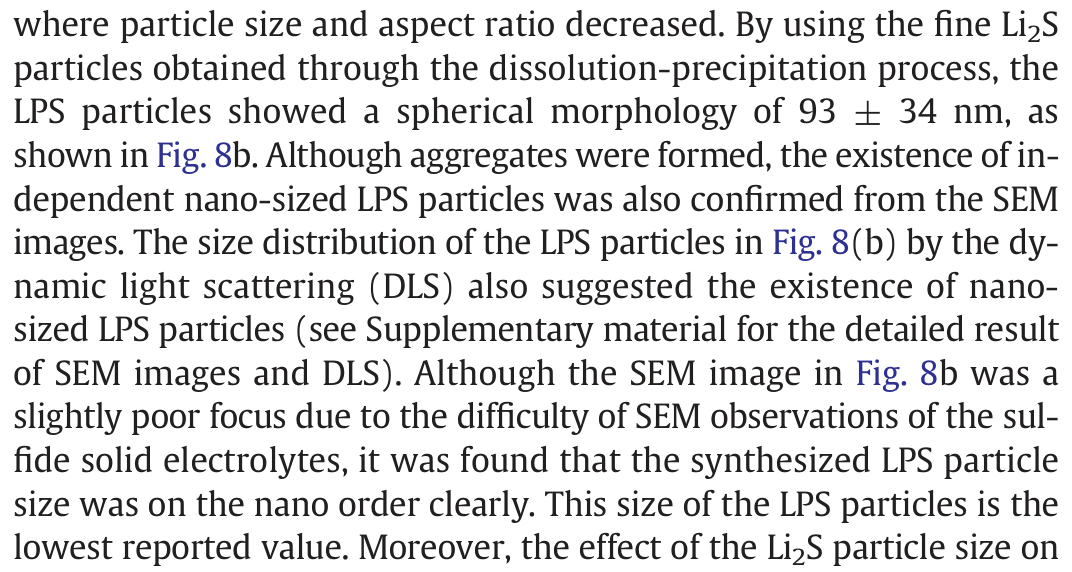 where particle size and aspect ratio decreased. By using the fine Li₂S
particles obtained through the dissolution-precipitation process, the
LPS particles showed a spherical morphology of 93 ± 34 nm, as
shown in Fig. 8b. Although aggregates were formed, the existence of in-
dependent nano-sized LPS particles was also confirmed from the SEM
images. The size distribution of the LPS particles in Fig. 8(b) by the dy-
namic light scattering (DLS) also suggested the existence of nano-
sized LPS particles (see Supplementary material for the detailed result
of SEM images and DLS). Although the SEM image in Fig. 8b was a
slightly poor focus due to the difficulty of SEM observations of the sul-
fide solid electrolytes, it was found that the synthesized LPS particle
size was on the nano order clearly. This size of the LPS particles is the
lowest reported value. Moreover, the effect of the Li₂S particle size on